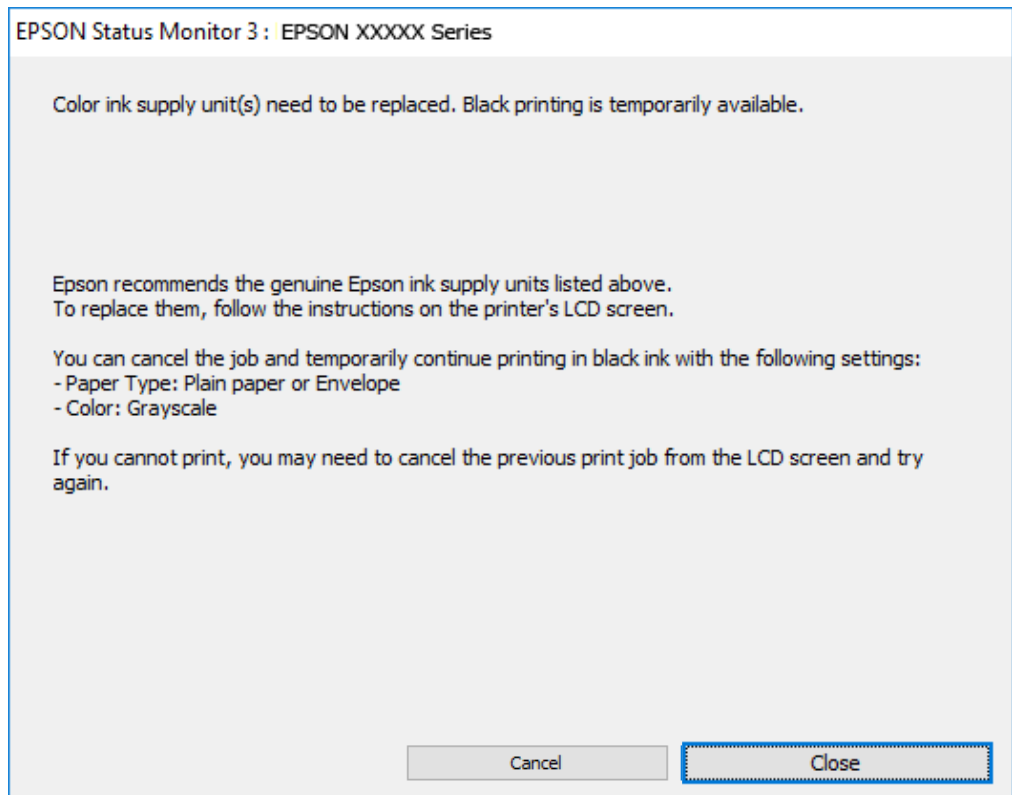 EPSON Status Monitor 3 : EPSON XXXXX Series
Color ink supply unit(s) need to be replaced. Black printing is temporarily available.
Epson recommends the genuine Epson ink supply units listed above.
To replace them, follow the instructions on the printer's LCD screen.
You can cancel the job and temporarily continue printing in black ink with the following settings:
- Paper Type: Plain paper or Envelope
- Color: Grayscale
If you cannot print, you may need to cancel the previous print job from the LCD screen and try
again.
Cancel
Close